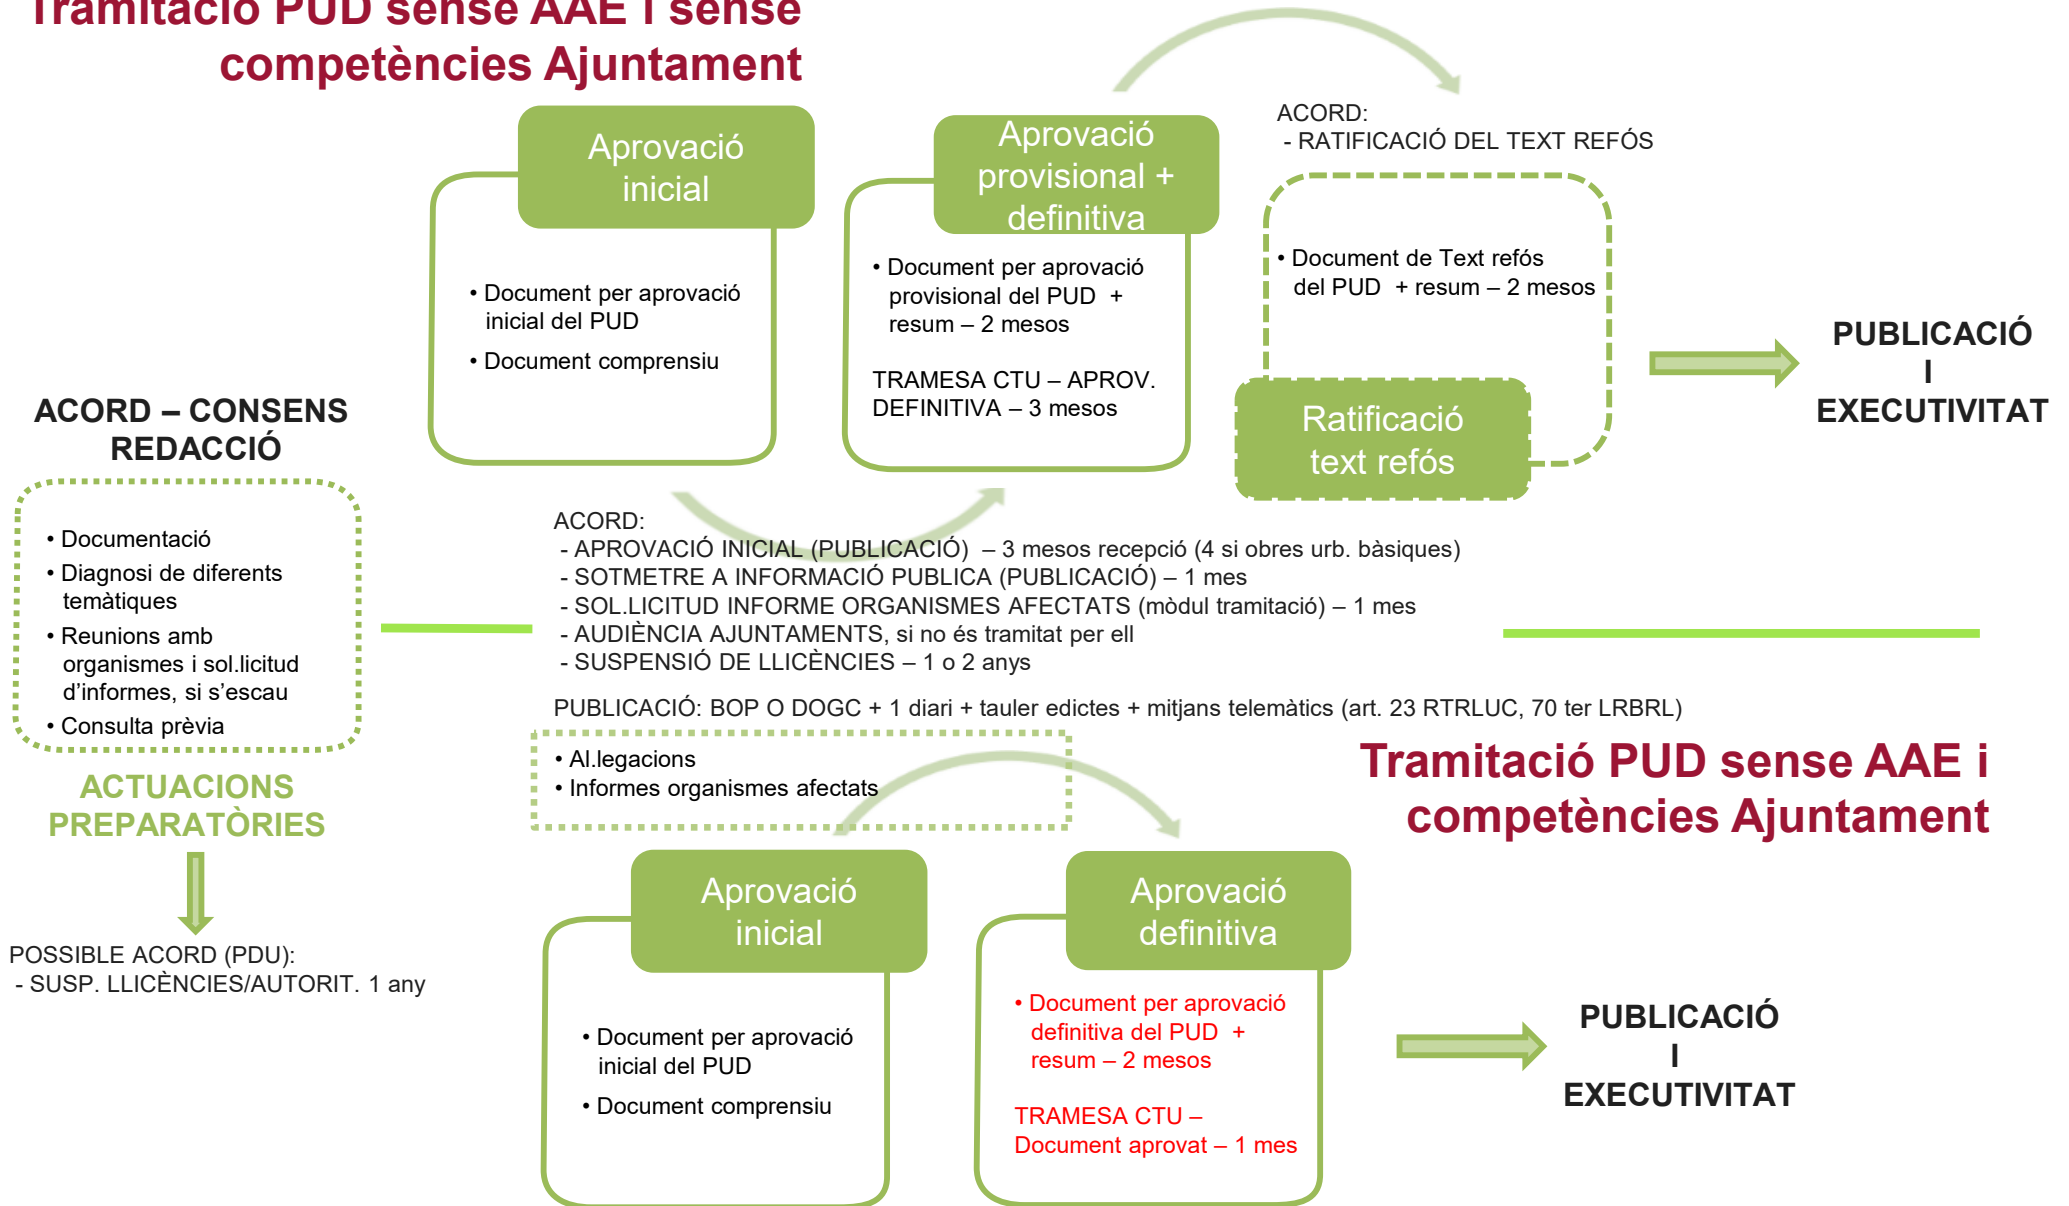 Tramitació PUD sense AAE i sense
competències Ajuntament
Aprovació
inicial
• Document per aprovació
inicial del PUD
• Document comprensiu
Aprovació
provisional +
definitiva
• Document per aprovació
provisional del PUD +
resum – 2 mesos
TRAMESA CTU – APROV.
DEFINITIVA – 3 mesos
ACORD:
- RATIFICACIÓ DEL TEXT REFÓS
• Document de Text refós
del PUD + resum – 2 mesos
Ratificació
text refós
PUBLICACIÓ
I
EXECUTIVITAT
ACORD – CONSENS
REDACCIÓ
• Documentació
• Diagnosi de diferents
temàtiques
• Reunions amb
organismes i sol.licitud
d'informes, si s'escau
• Consulta prèvia
ACTUACIONS
PREPARATÒRIES
POSSIBLE ACORD (PDU):
- SUSP. LLICÈNCIES/AUTORIT. 1 any
ACORD:
- APROVACIÓ INICIAL (PUBLICACIÓ) – 3 mesos recepció (4 si obres urb. bàsiques)
- SOTMETRE A INFORMACIÓ PUBLICA (PUBLICACIÓ) – 1 mes
- SOL.LICITUD INFORME ORGANISMES AFECTATS (mòdul tramitació) – 1 mes
- AUDIÈNCIA AJUNTAMENTS, si no és tramitat per ell
- SUSPENSIÓ DE LLICÈNCIES – 1 o 2 anys
PUBLICACIÓ: BOP O DOGC + 1 diari + tauler edictes + mitjans telemàtics (art. 23 RTRLUC, 70 ter LRBRL)
• Al.legacions
• Informes organismes afectats
Tramitació PUD sense AAE i
competències Ajuntament
Aprovació
inicial
• Document per aprovació
inicial del PUD
• Document comprensiu
Aprovació
definitiva
• Document per aprovació
definitiva del PUD +
resum – 2 mesos
TRAMESA CTU –
Document aprovat – 1 mes
PUBLICACIÓ
I
EXECUTIVITAT